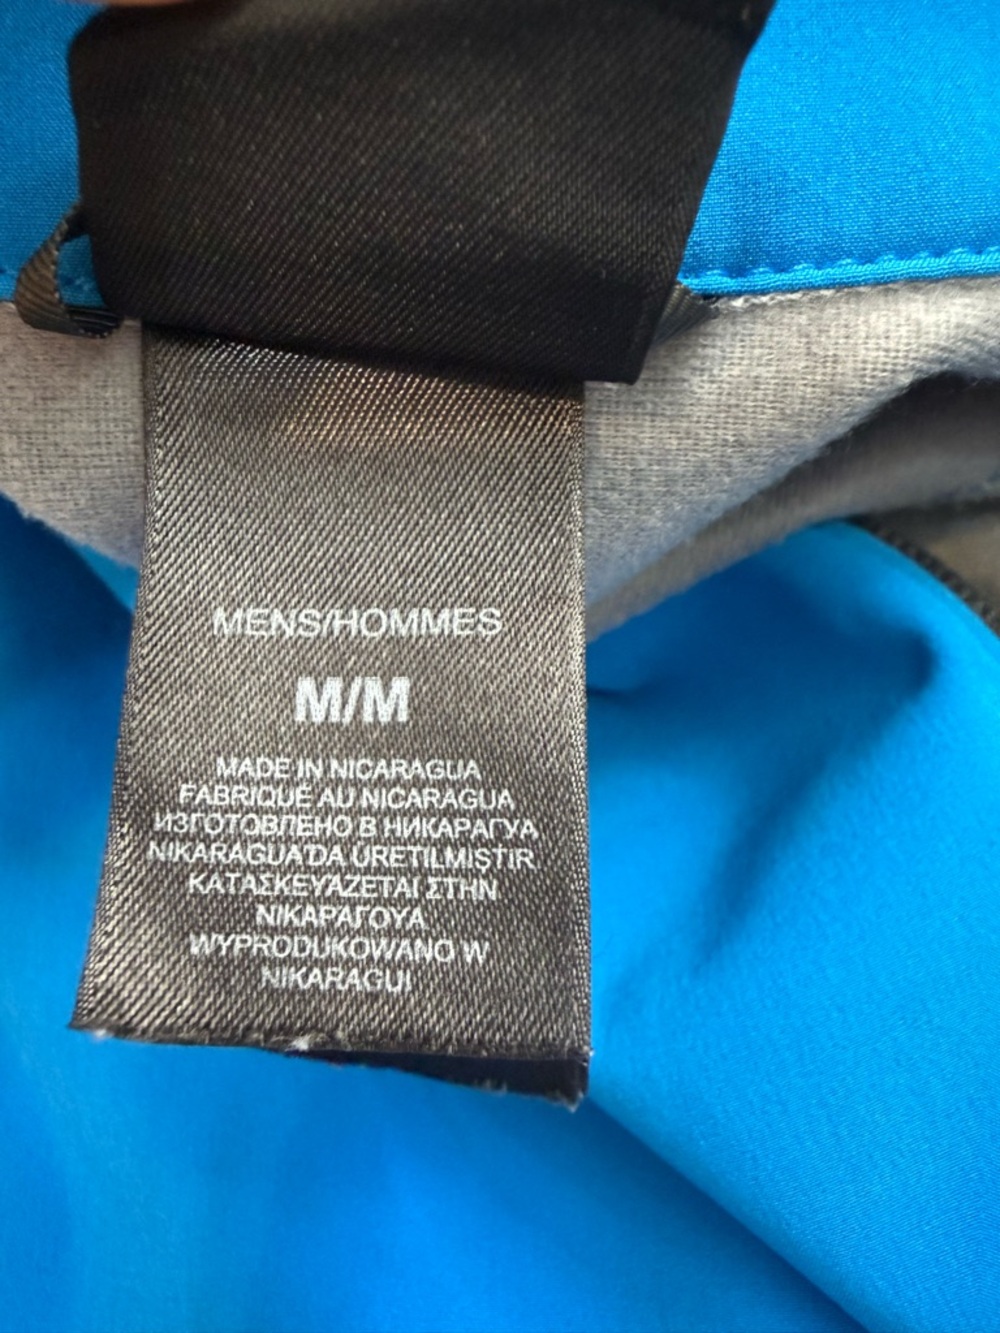 MENS/HOMMES
M/M
MADE IN NICARAGUA
FABRIQUÉ AU NICARAGUA
ИЗГОТОВЛЕНО В НИКАРАГУА
NIKARAGUA'DA ÜRETILMIŞTIR
ΚΑΤΑΣΚΕΥΑΖΕΤΑΙ ΣΤΗΝ
ΝΙΚΑΡΑΓΟΥΑ
WYPRODUKOWANO W
NIKARAGUI